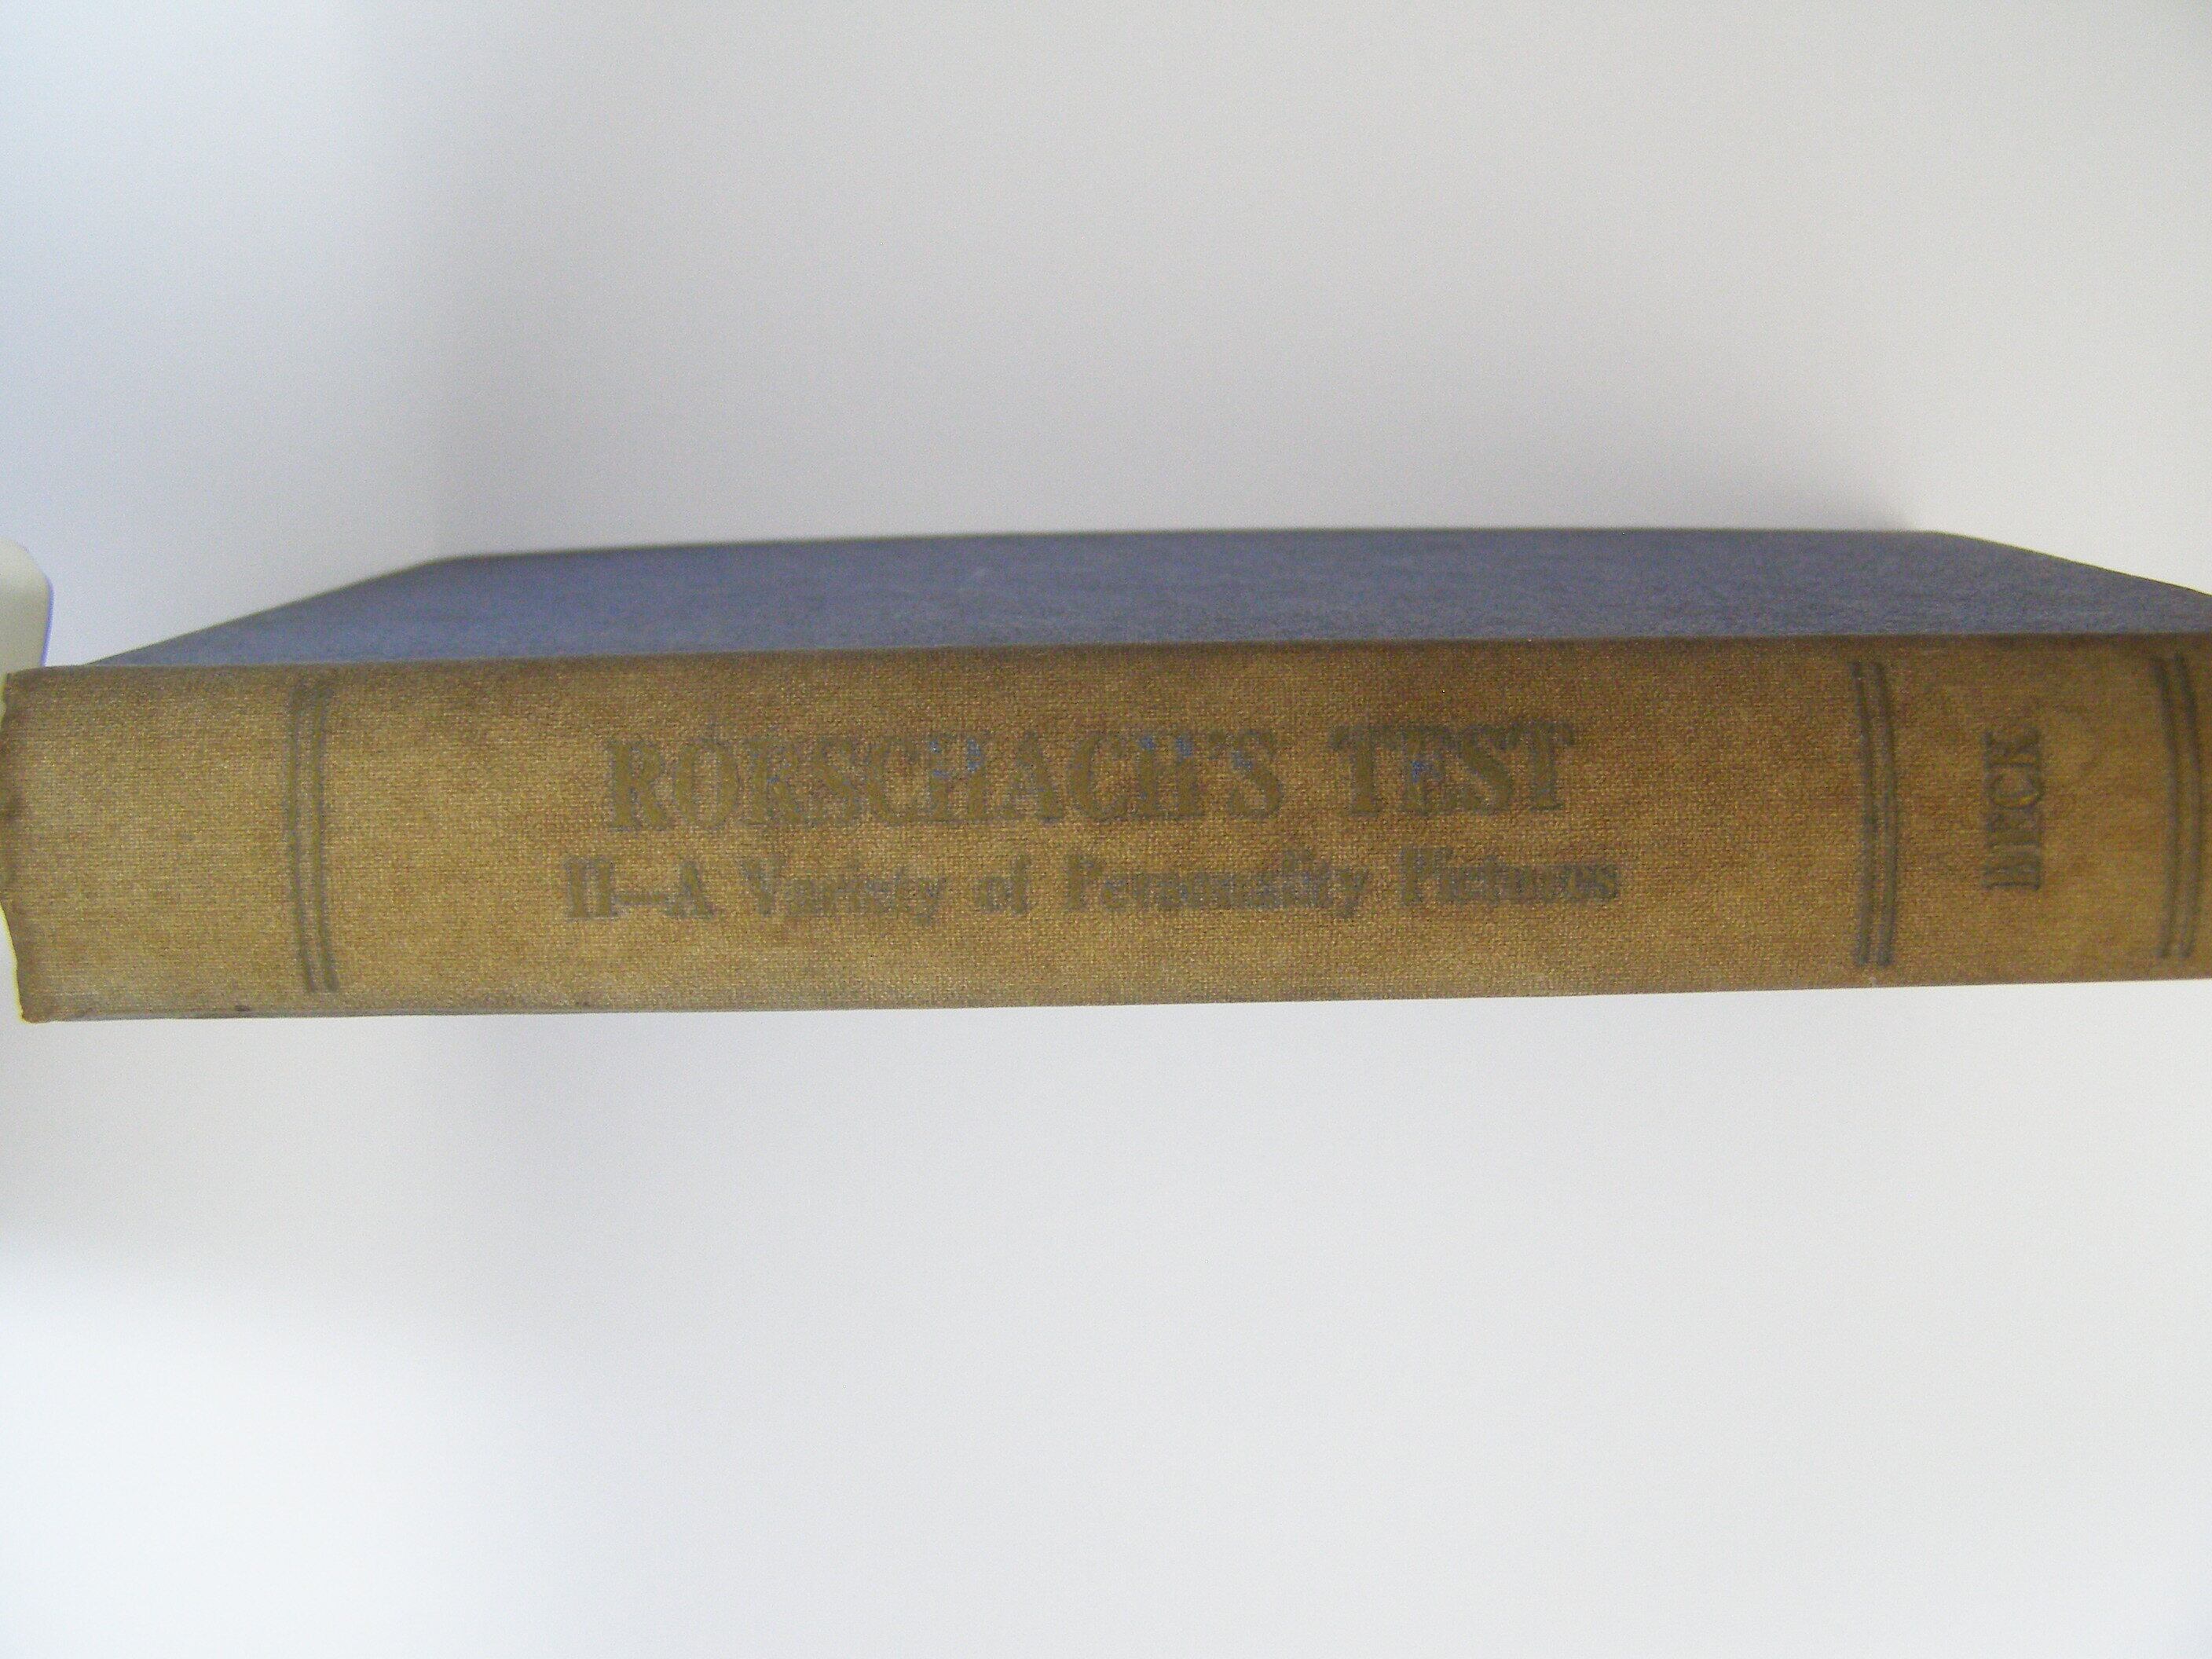 RORSCHACH'S TEST
II—A Variety of Personality Pictures
BECK